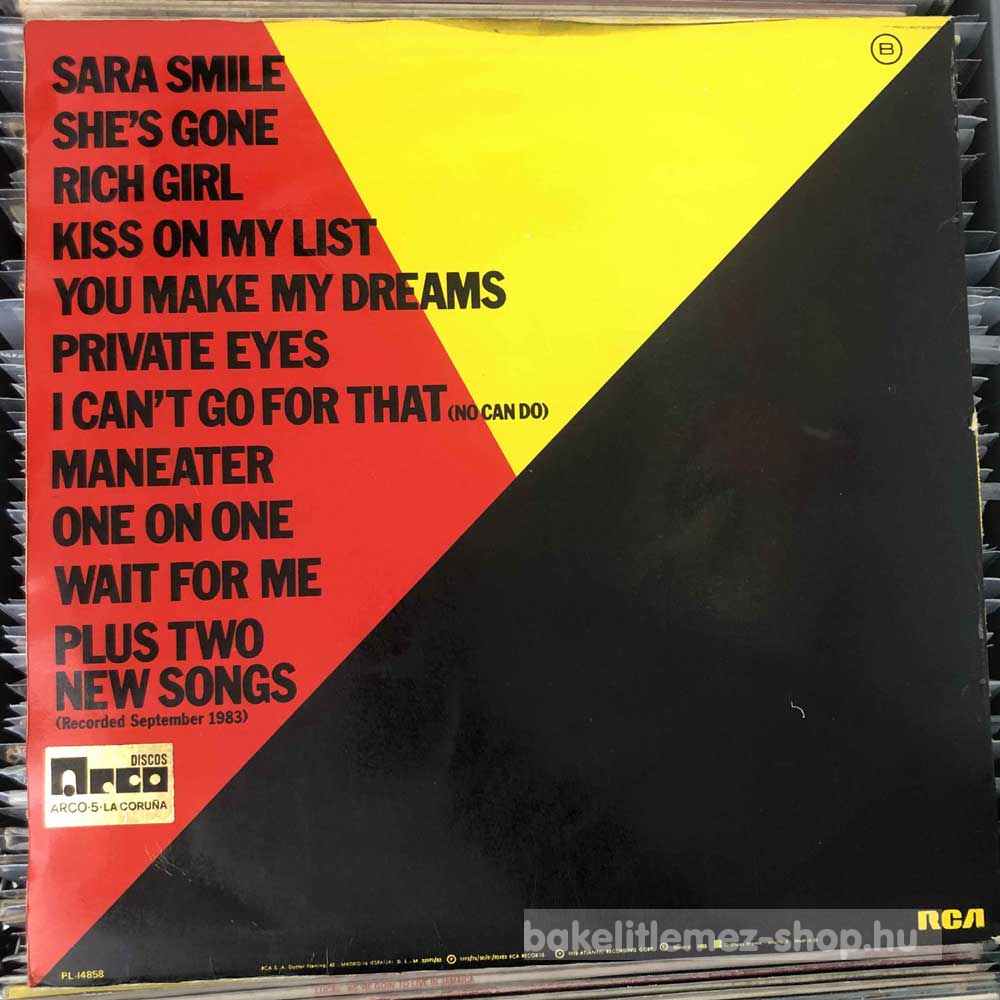 B
SARA SMILE
SHE'S GONE
RICH GIRL
KISS ON MY LIST
YOU MAKE MY DREAMS
PRIVATE EYES
I CAN'T GO FOR THAT (NO CAN DO)
MANEATER
ONE ON ONE
WAIT FOR ME
PLUS TWO
NEW SONGS
(Recorded September 1983)
DISCOS
Arco
ARCO·5·LA CORUÑA
RCA
bakelitlemez-shop.hu
PL-14858